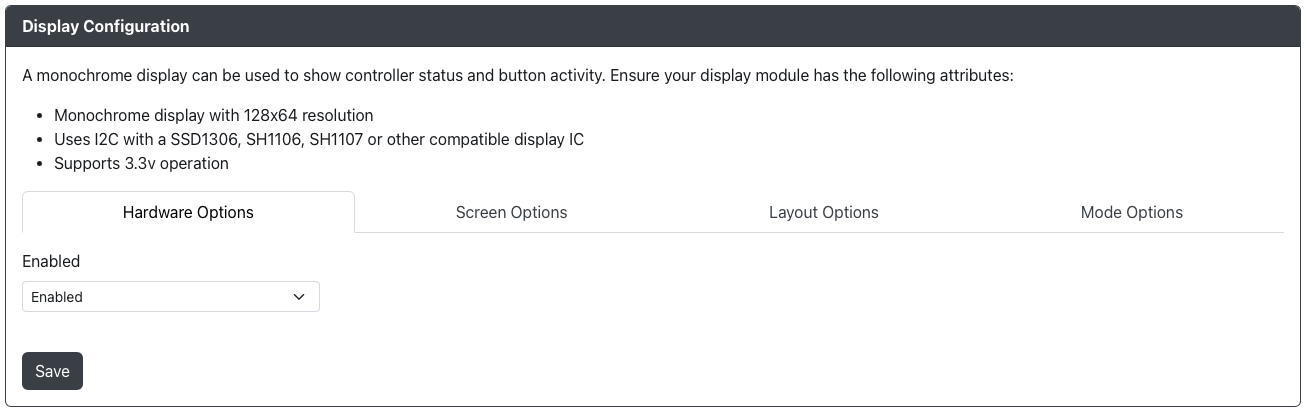 Display Configuration
A monochrome display can be used to show controller status and button activity. Ensure your display module has the following attributes:
Monochrome display with 128x64 resolution
Uses I2C with a SSD1306, SH1106, SH1107 or other compatible display IC
Supports 3.3v operation
Hardware Options Screen Options Layout Options Mode Options
Enabled
Enabled
Save